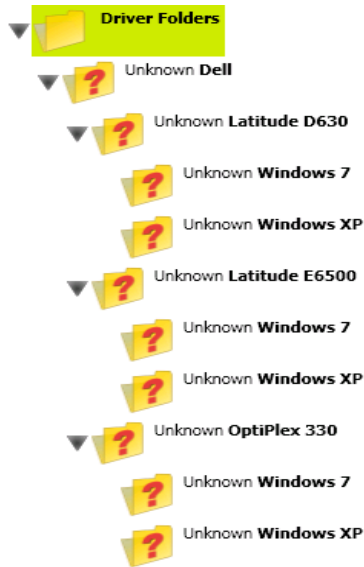 Driver Folders
Unknown Dell
Unknown Latitude D630
Unknown Windows 7
Unknown Windows XP
Unknown Latitude E6500
Unknown Windows 7
Unknown Windows XP
Unknown OptiPlex 330
Unknown Windows 7
Unknown Windows XP